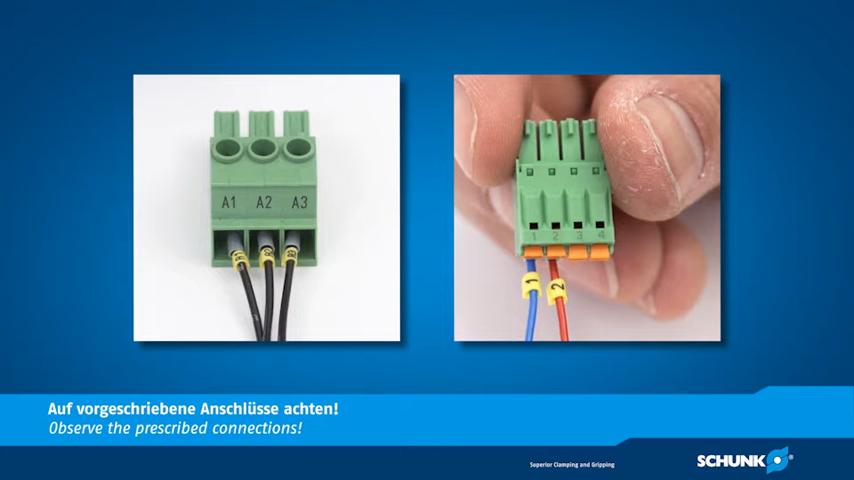 A1 A2 A3
1 2 3 4
1 2
Auf vorgeschriebene Anschlüsse achten!
Observe the prescribed connections!
Superior Clamping and Gripping
SCHUNK®